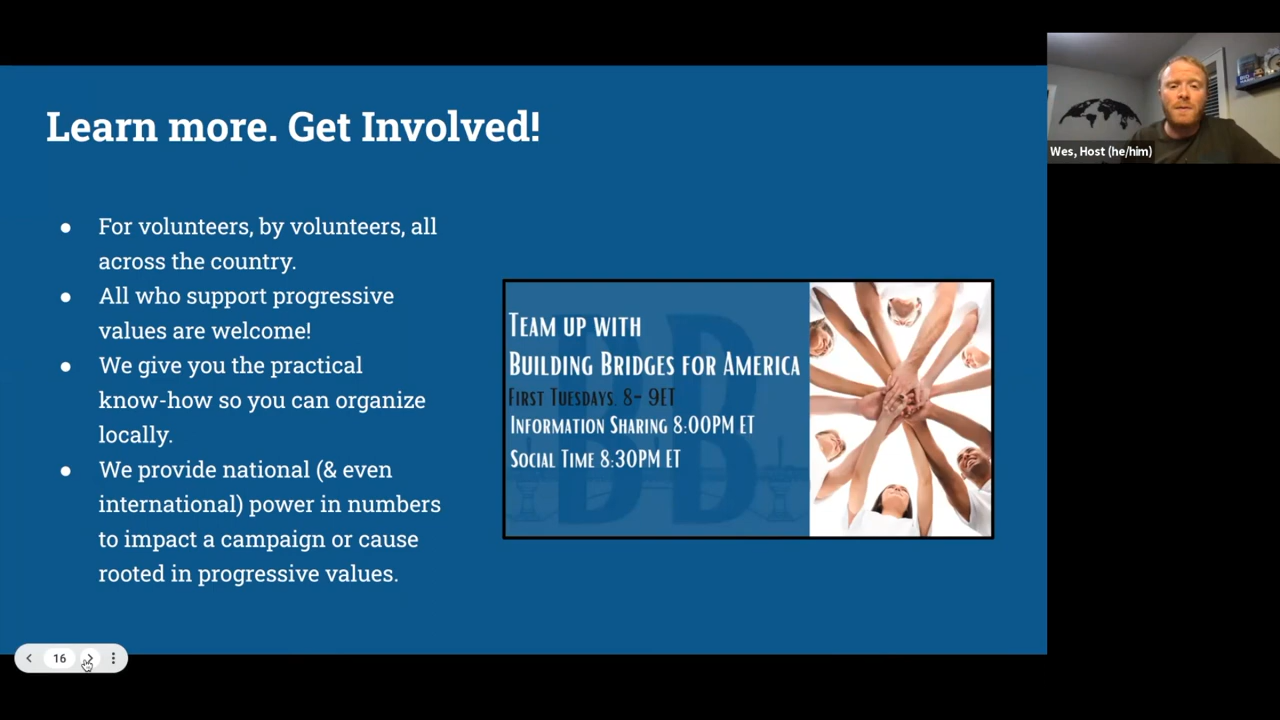 Learn more. Get Involved!
● For volunteers, by volunteers, all
across the country.
● All who support progressive
values are welcome!
● We give you the practical
know-how so you can organize
locally.
● We provide national (& even
international) power in numbers
to impact a campaign or cause
rooted in progressive values.
Team up with
Building Bridges for America
First Tuesdays, 8- 9ET
Information Sharing 8:00PM ET
Social Time 8:30PM ET
BB
Wes, Host (he/him)
16